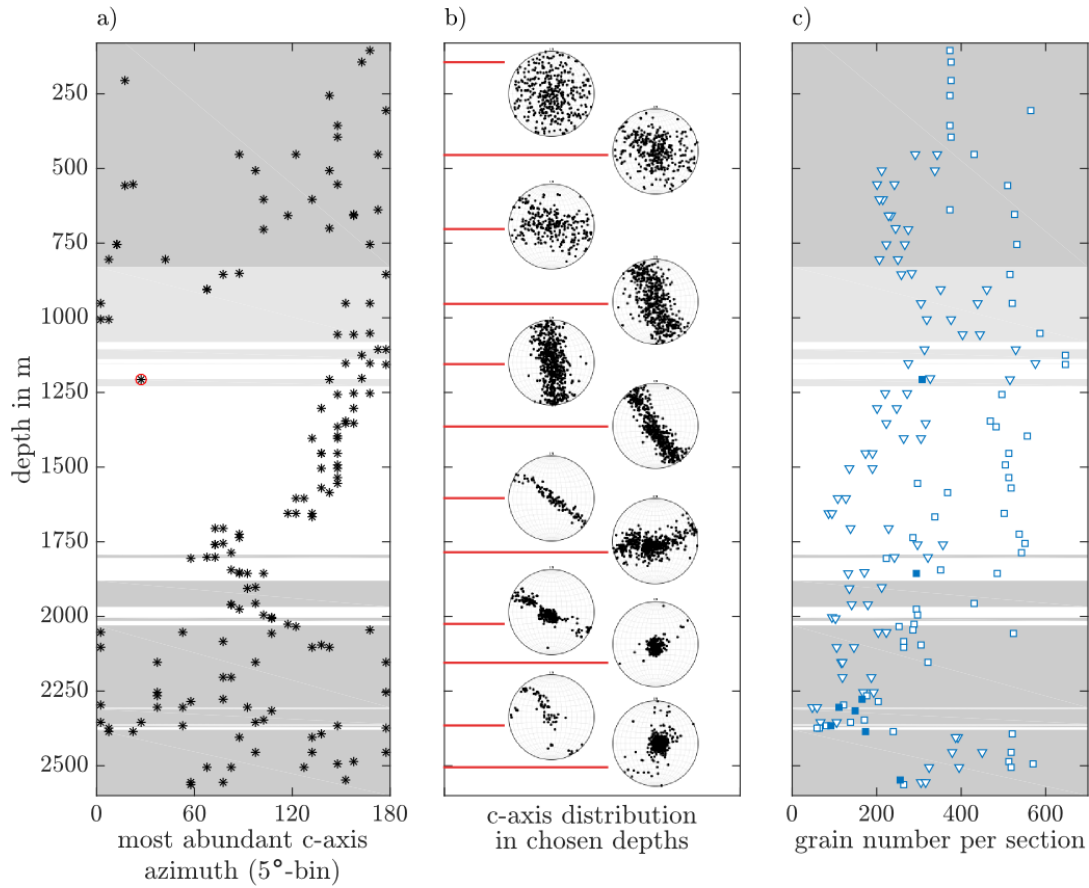 a)
b)
c)
depth in m
250
500
750
1000
1250
1500
1750
2000
2250
2500
0
60
120
180
most abundant c-axis
azimuth (5°-bin)
c-axis distribution
in chosen depths
0
200
400
600
grain number per section